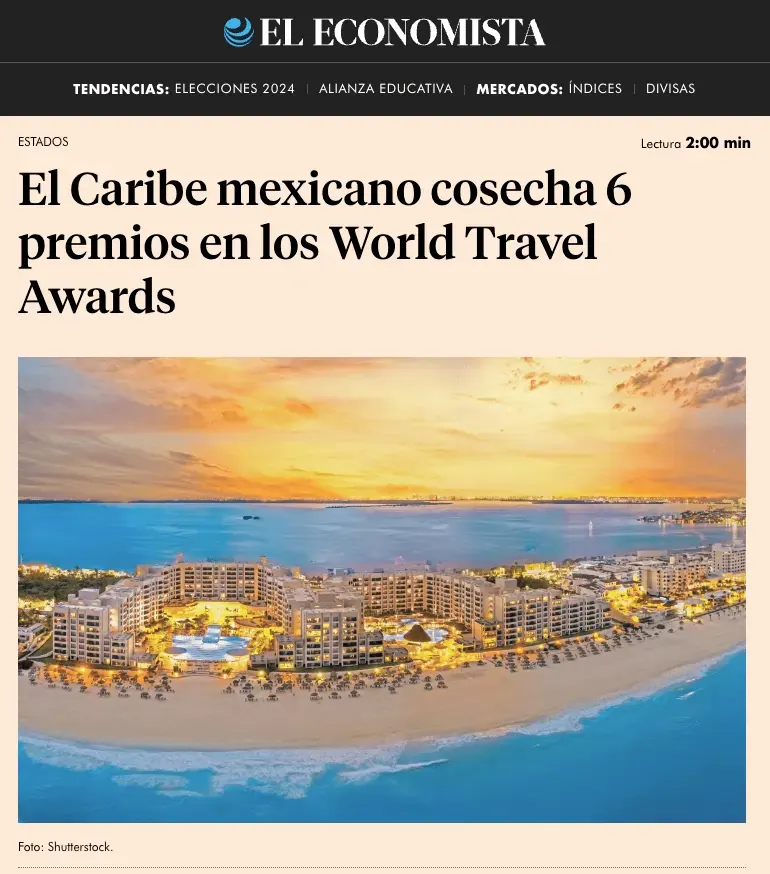 EL ECONOMISTA
TENDENCIAS: ELECCIONES 2024 | ALIANZA EDUCATIVA | MERCADOS: ÍNDICES | DIVISAS
ESTADOS
Lectura 2:00 min
El Caribe mexicano cosecha 6
premios en los World Travel
Awards
Foto: Shutterstock.